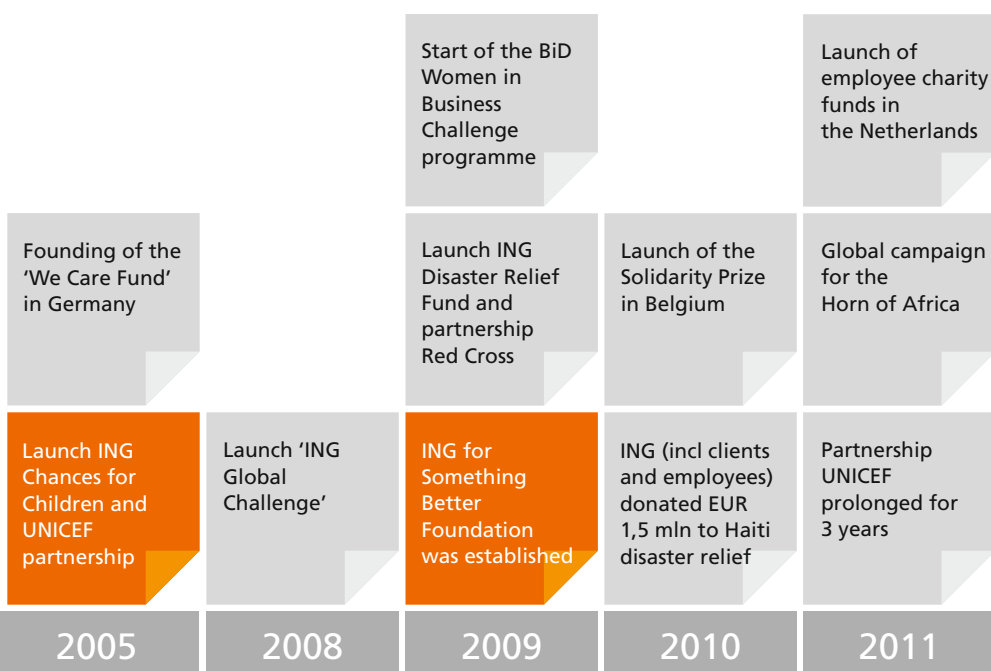 Start of the BiD
Women in
Business
Challenge
programme
Launch of
employee charity
funds in
the Netherlands
Founding of the
‘We Care Fund’
in Germany
Launch ING
Disaster Relief
Fund and
partnership
Red Cross
Launch of the
Solidarity Prize
in Belgium
Global campaign
for the
Horn of Africa
Launch ING
Chances for
Children and
UNICEF
partnership
Launch ‘ING
Global
Challenge’
ING for
Something
Better
Foundation
was established
ING (incl clients
and employees)
donated EUR
1,5 mln to Haiti
disaster relief
Partnership
UNICEF
prolonged for
3 years
2005
2008
2009
2010
2011